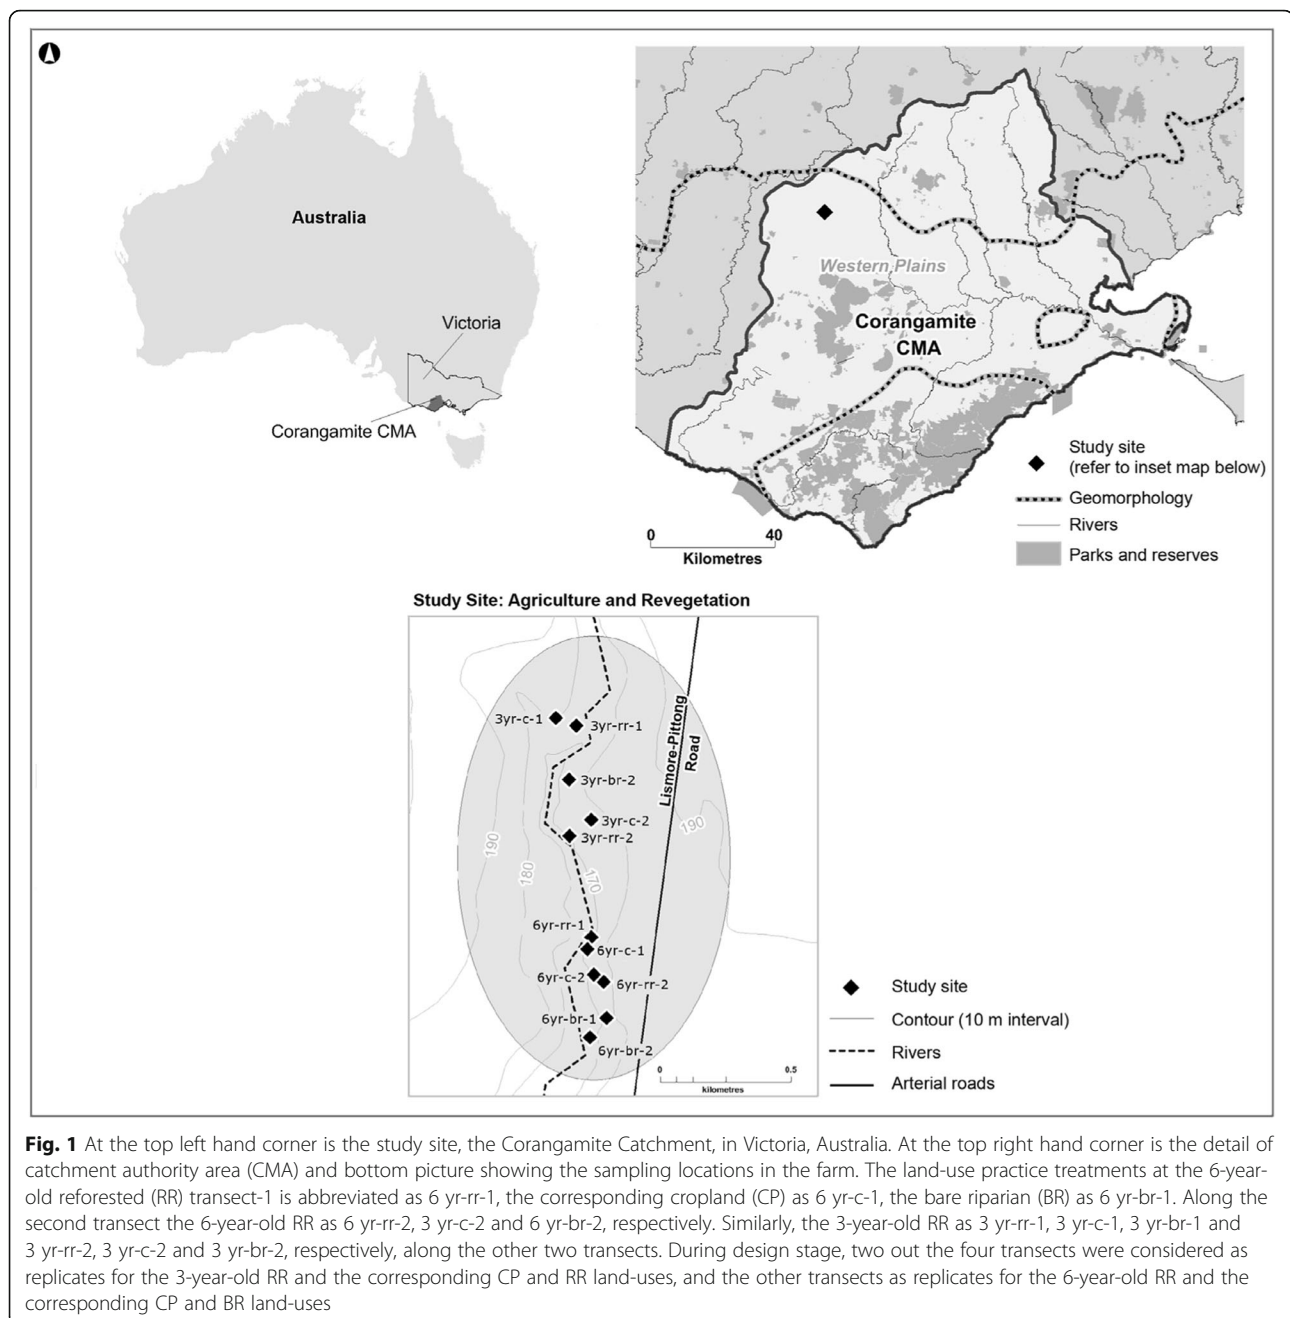 Australia
Victoria
Corangamite CMA
Western Plains
Corangamite
CMA
Study site
(refer to inset map below)
Geomorphology
Rivers
Parks and reserves
0 40
Kilometres
Study Site: Agriculture and Revegetation
3yr-c-1
3yr-rr-1
3yr-br-2
3yr-c-2
3yr-rr-2
Lismore-Pittong
Road
190
180
170
190
6yr-rr-1
6yr-c-1
6yr-c-2
6yr-rr-2
6yr-br-1
6yr-br-2
0 0.5
kilometres
Study site
Contour (10 m interval)
Rivers
Arterial roads
Fig. 1 At the top left hand corner is the study site, the Corangamite Catchment, in Victoria, Australia. At the top right hand corner is the detail of
catchment authority area (CMA) and bottom picture showing the sampling locations in the farm. The land-use practice treatments at the 6-year-
old reforested (RR) transect-1 is abbreviated as 6 yr-rr-1, the corresponding cropland (CP) as 6 yr-c-1, the bare riparian (BR) as 6 yr-br-1. Along the
second transect the 6-year-old RR as 6 yr-rr-2, 3 yr-c-2 and 6 yr-br-2, respectively. Similarly, the 3-year-old RR as 3 yr-rr-1, 3 yr-c-1, 3 yr-br-1 and
3 yr-rr-2, 3 yr-c-2 and 3 yr-br-2, respectively, along the other two transects. During design stage, two out the four transects were considered as
replicates for the 3-year-old RR and the corresponding CP and RR land-uses, and the other transects as replicates for the 6-year-old RR and the
corresponding CP and BR land-uses